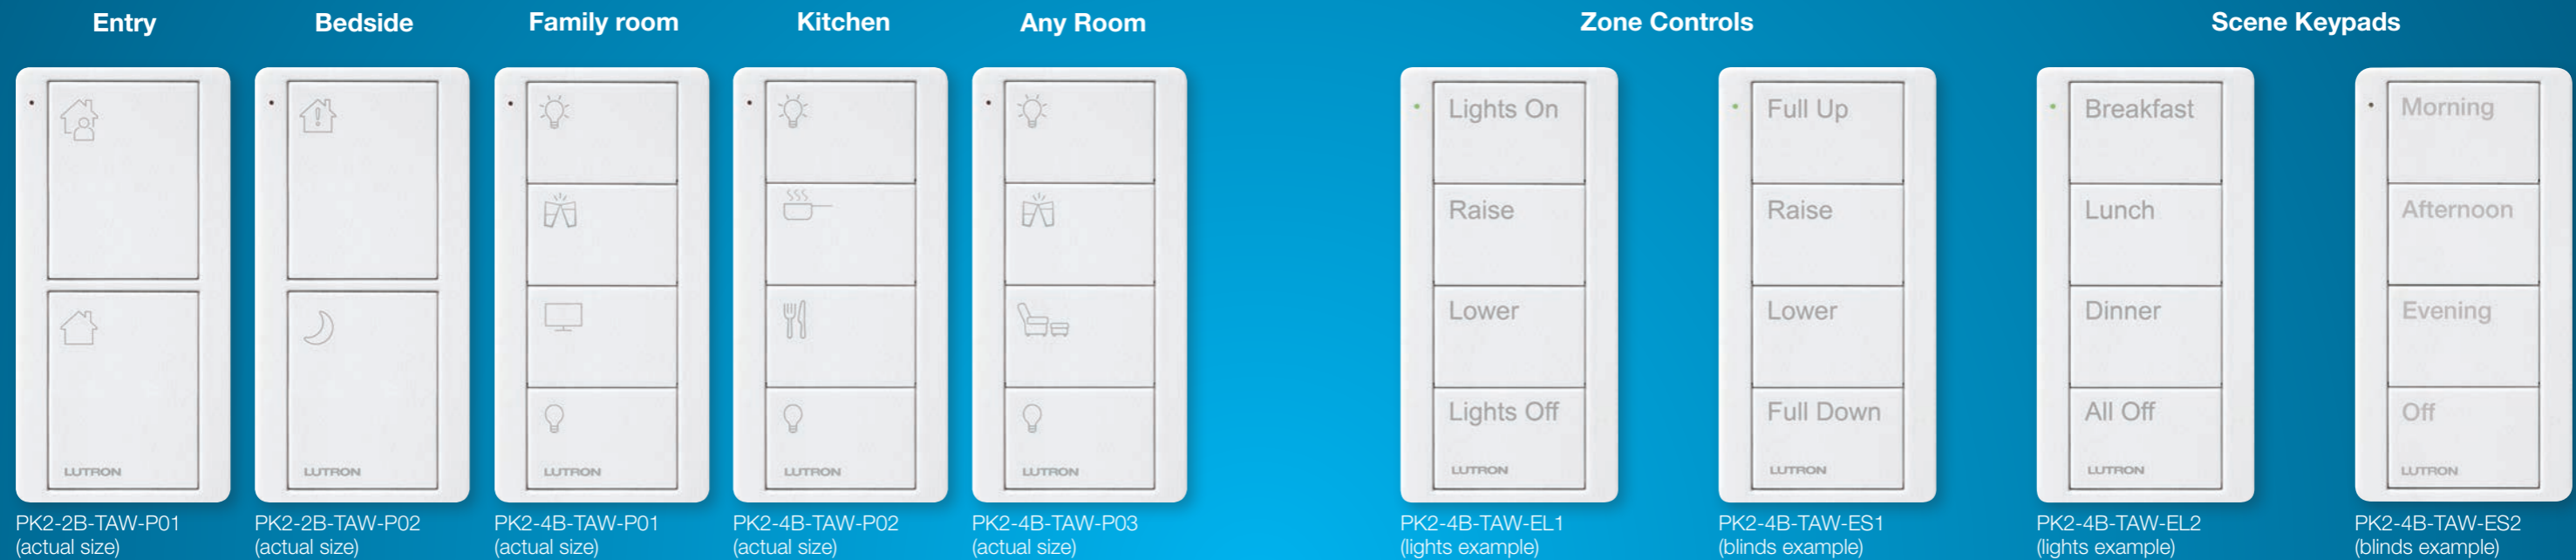 Entry
Bedside
Family room
Kitchen
Any Room
Zone Controls
Scene Keypads
LUTRON
PK2-2B-TAW-P01
(actual size)
LUTRON
PK2-2B-TAW-P02
(actual size)
LUTRON
PK2-4B-TAW-P01
(actual size)
LUTRON
PK2-4B-TAW-P02
(actual size)
LUTRON
PK2-4B-TAW-P03
(actual size)
Lights On
Raise
Lower
Lights Off
LUTRON
PK2-4B-TAW-EL1
(lights example)
Full Up
Raise
Lower
Full Down
LUTRON
PK2-4B-TAW-ES1
(blinds example)
Breakfast
Lunch
Dinner
All Off
LUTRON
PK2-4B-TAW-EL2
(lights example)
Morning
Afternoon
Evening
Off
LUTRON
PK2-4B-TAW-ES2
(blinds example)